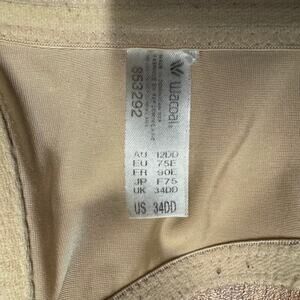 wacoal
853292
AU 12DD
EU 75E
FR 90E
JP F75
UK 34DD
US 34DD